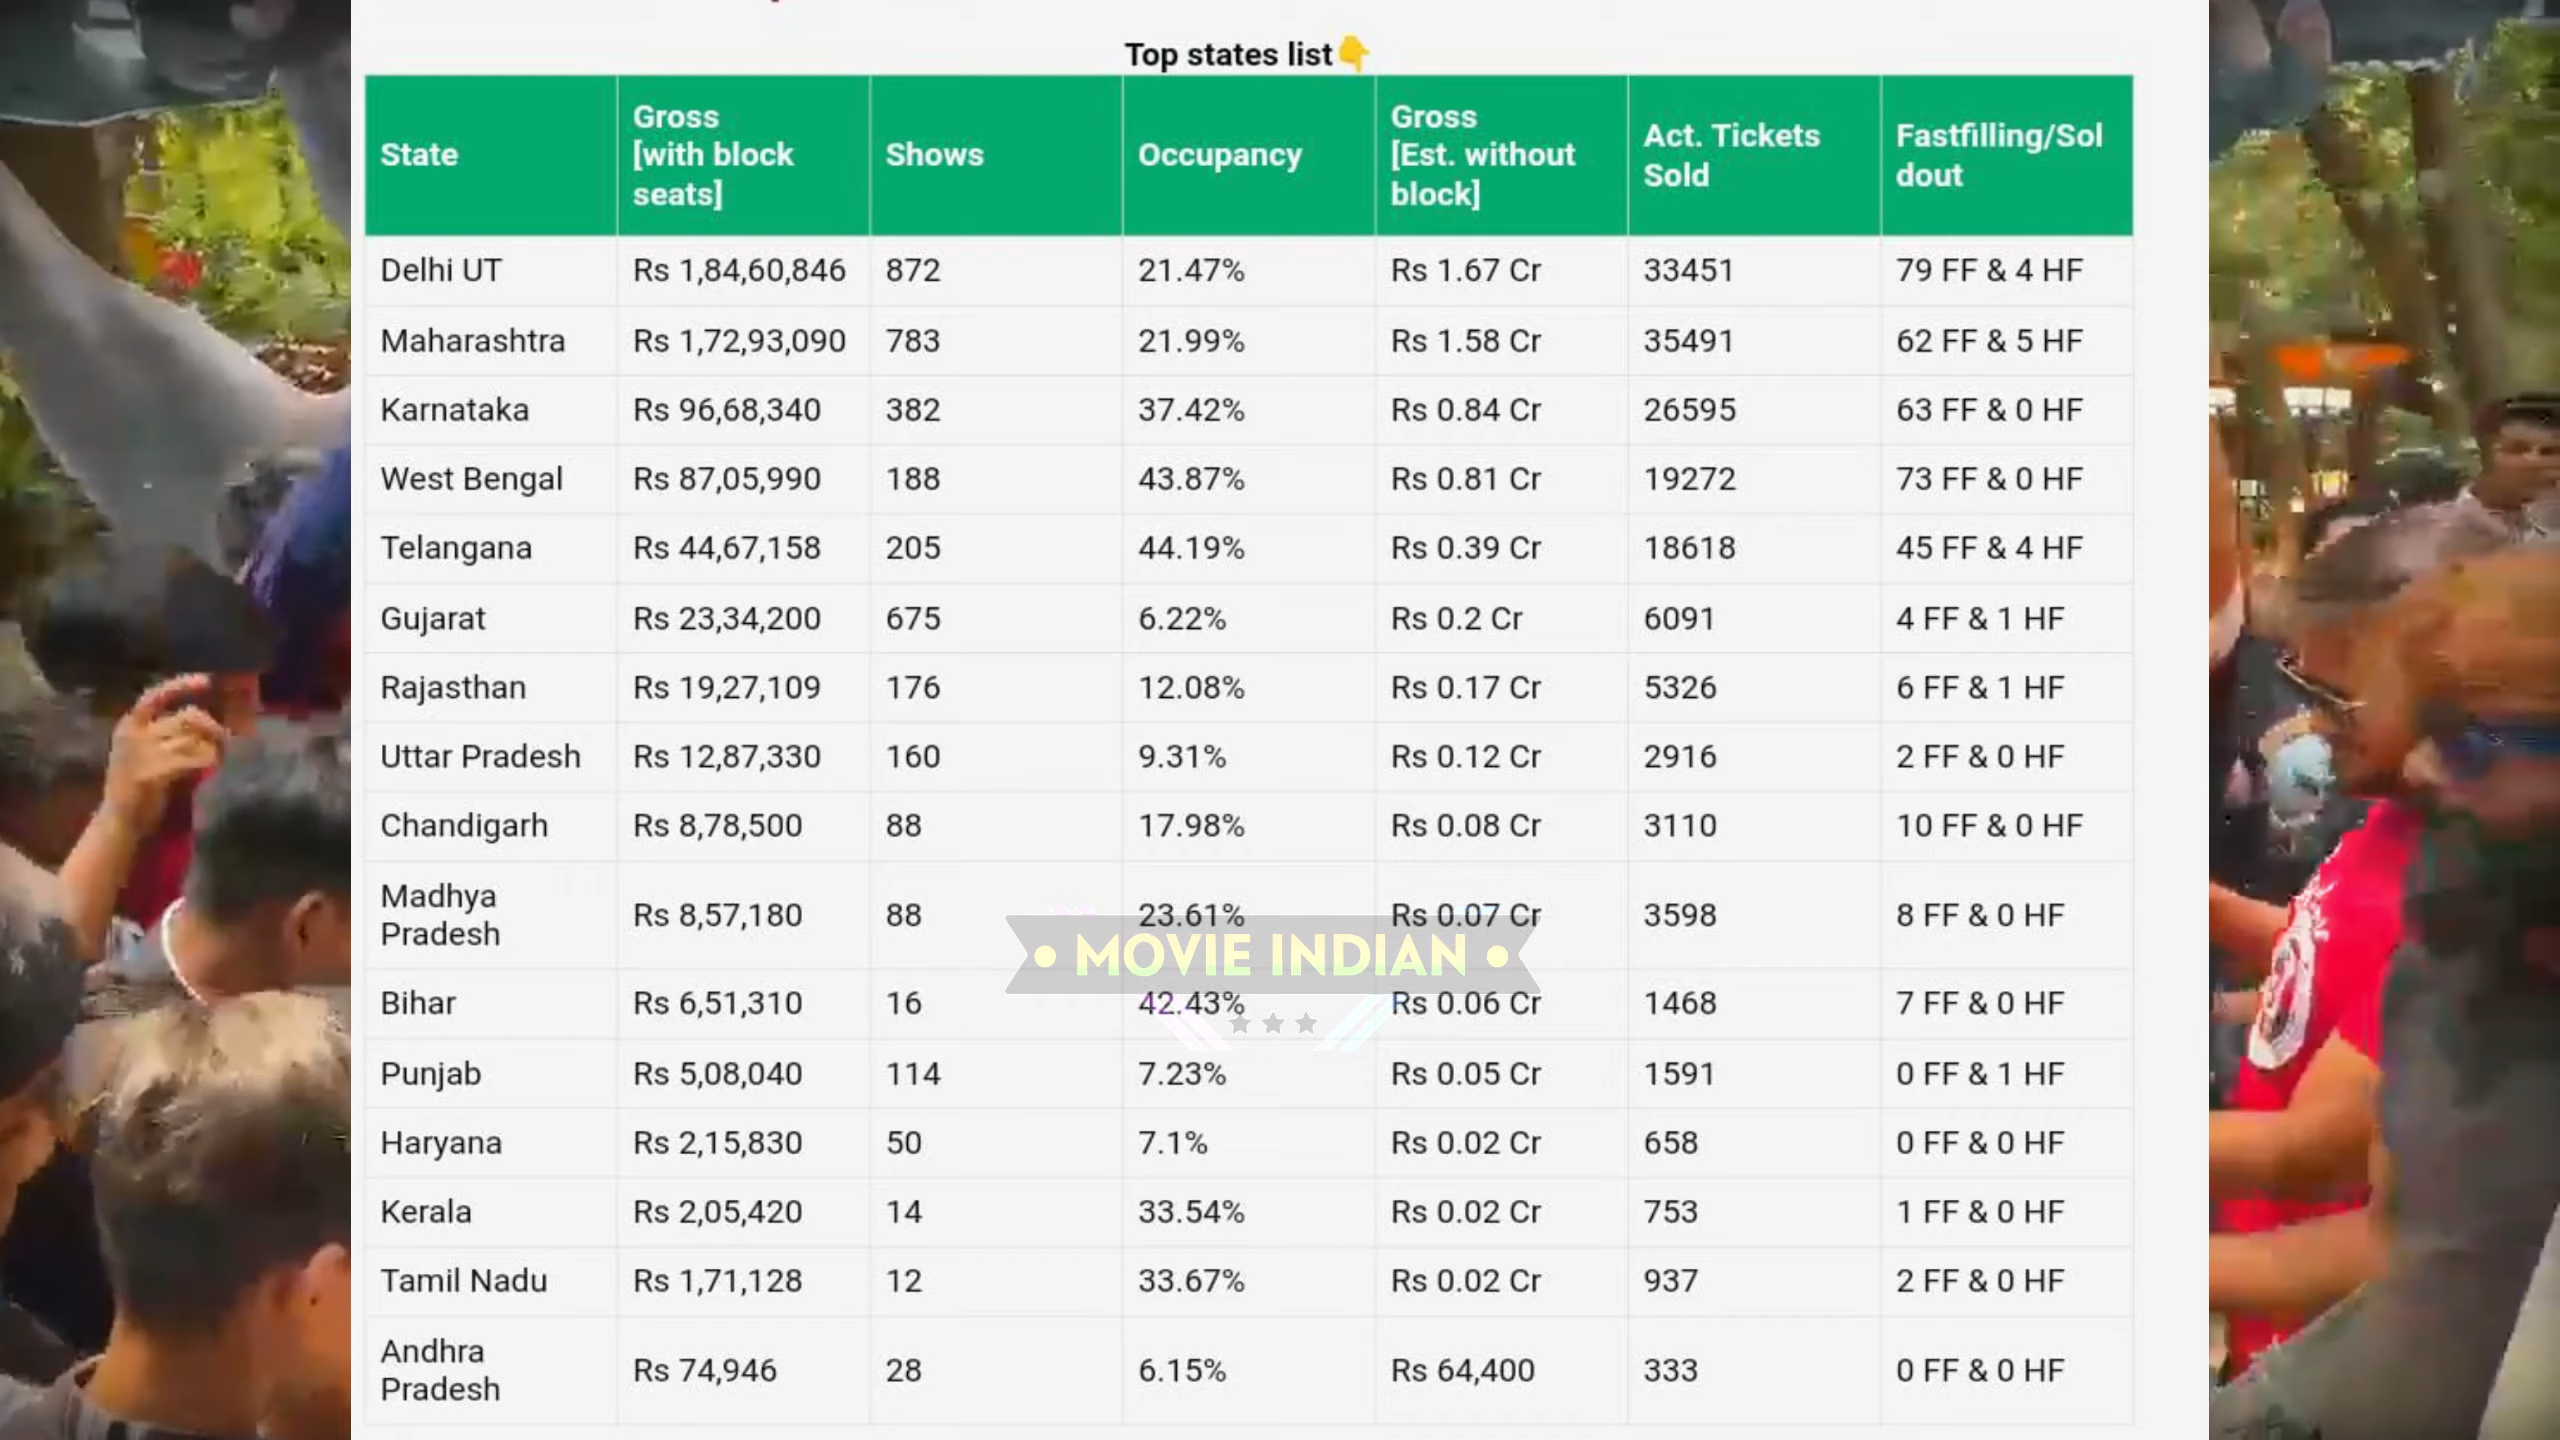 Top states list👇
State Gross [with block seats] Shows Occupancy Gross [Est. without block] Act. Tickets Sold Fastfilling/Soldout
Delhi UT Rs 1,84,60,846 872 21.47% Rs 1.67 Cr 33451 79 FF & 4 HF
Maharashtra Rs 1,72,93,090 783 21.99% Rs 1.58 Cr 35491 62 FF & 5 HF
Karnataka Rs 96,68,340 382 37.42% Rs 0.84 Cr 26595 63 FF & 0 HF
West Bengal Rs 87,05,990 188 43.87% Rs 0.81 Cr 19272 73 FF & 0 HF
Telangana Rs 44,67,158 205 44.19% Rs 0.39 Cr 18618 45 FF & 4 HF
Gujarat Rs 23,34,200 675 6.22% Rs 0.2 Cr 6091 4 FF & 1 HF
Rajasthan Rs 19,27,109 176 12.08% Rs 0.17 Cr 5326 6 FF & 1 HF
Uttar Pradesh Rs 12,87,330 160 9.31% Rs 0.12 Cr 2916 2 FF & 0 HF
Chandigarh Rs 8,78,500 88 17.98% Rs 0.08 Cr 3110 10 FF & 0 HF
Madhya Pradesh Rs 8,57,180 88 23.61% Rs 0.07 Cr 3598 8 FF & 0 HF
• MOVIE INDIAN •
Bihar Rs 6,51,310 16 42.43% Rs 0.06 Cr 1468 7 FF & 0 HF
Punjab Rs 5,08,040 114 7.23% Rs 0.05 Cr 1591 0 FF & 1 HF
Haryana Rs 2,15,830 50 7.1% Rs 0.02 Cr 658 0 FF & 0 HF
Kerala Rs 2,05,420 14 33.54% Rs 0.02 Cr 753 1 FF & 0 HF
Tamil Nadu Rs 1,71,128 12 33.67% Rs 0.02 Cr 937 2 FF & 0 HF
Andhra Pradesh Rs 74,946 28 6.15% Rs 64,400 333 0 FF & 0 HF